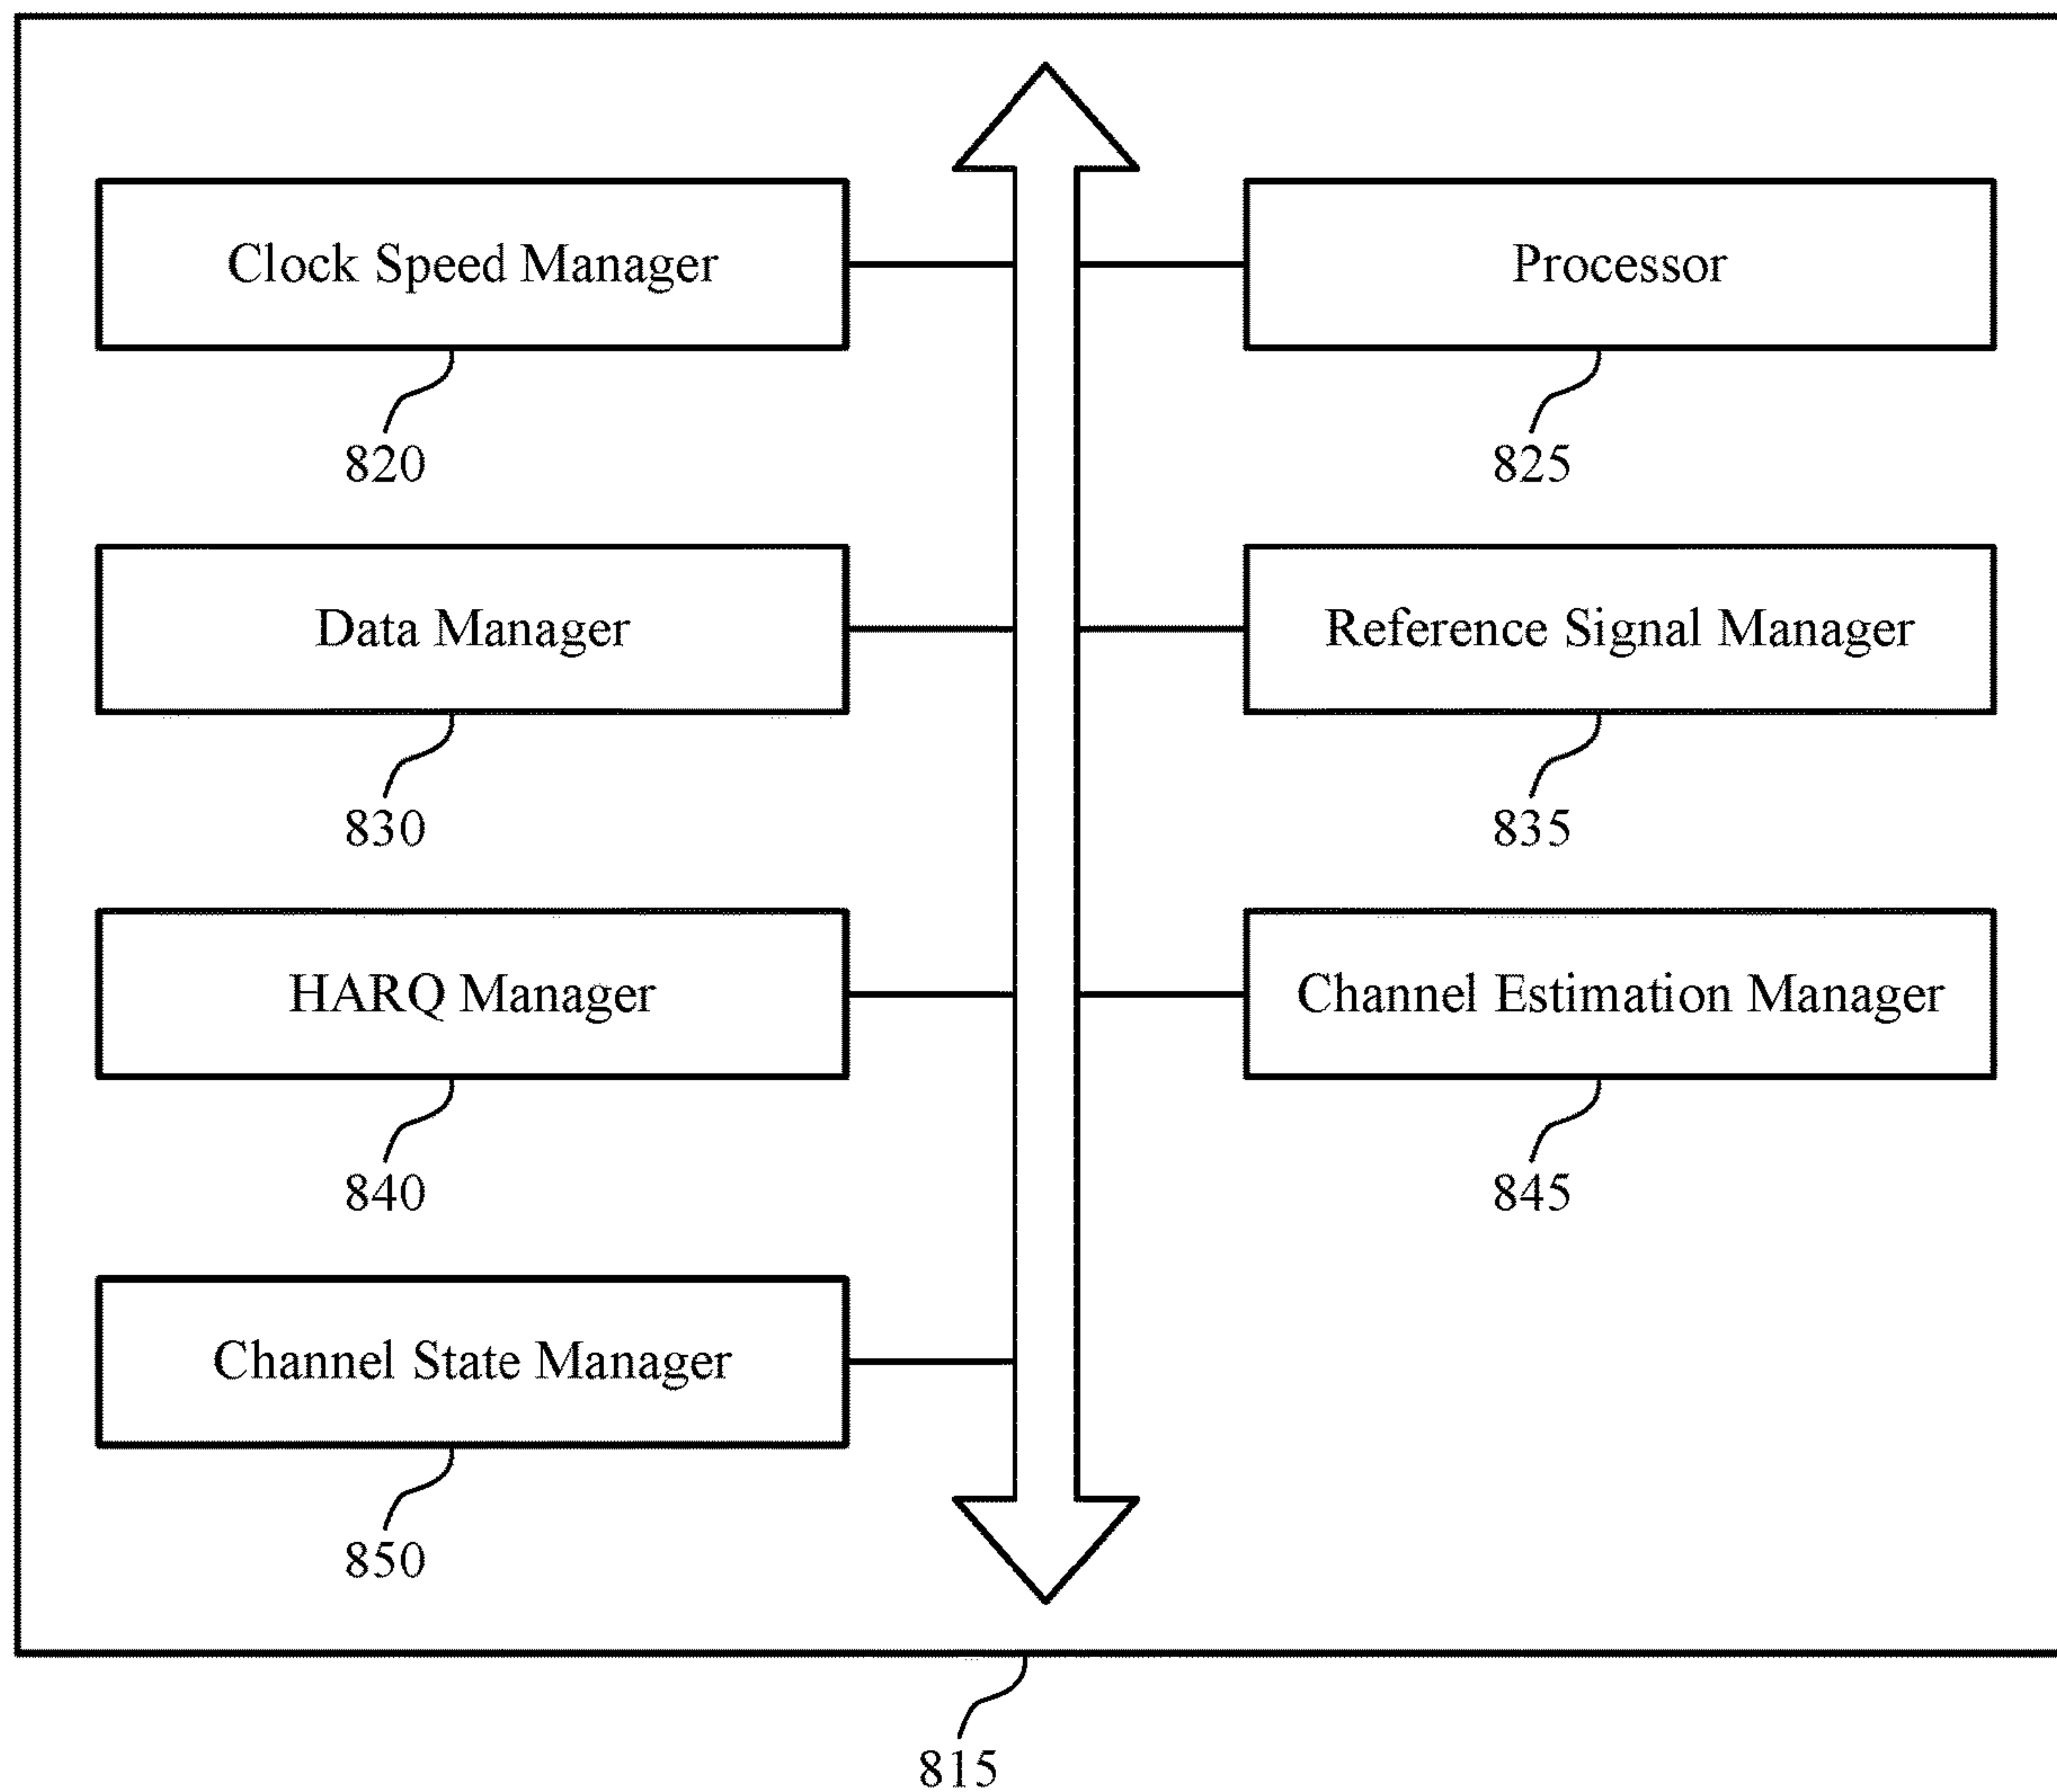 Clock Speed Manager
Processor
820
825
Data Manager
Reference Signal Manager
830
835
HARQ Manager
Channel Estimation Manager
840
845
Channel State Manager
850
815